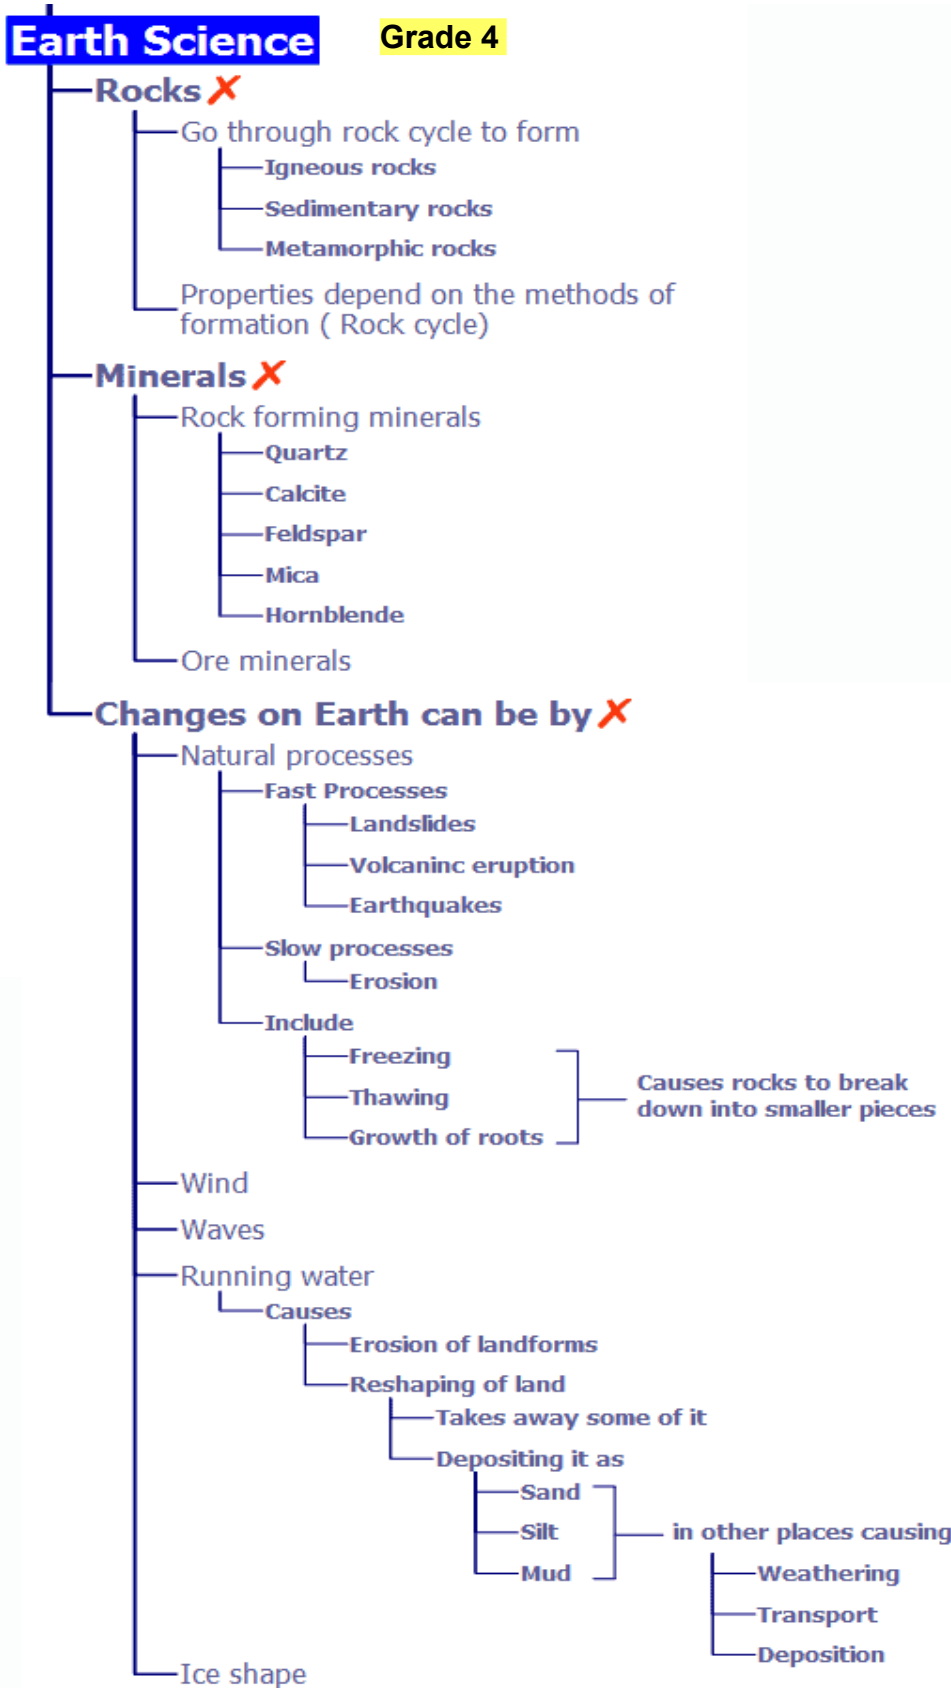 Earth Science
Grade 4
Rocks
Go through rock cycle to form
Igneous rocks
Sedimentary rocks
Metamorphic rocks
Properties depend on the methods of
formation ( Rock cycle)
Minerals
Rock forming minerals
Quartz
Calcite
Feldspar
Mica
Hornblende
Ore minerals
Changes on Earth can be by
Natural processes
Fast Processes
Landslides
Volcaninc eruption
Earthquakes
Slow processes
Erosion
Include
Freezing
Thawing
Growth of roots
Causes rocks to break
down into smaller pieces
Wind
Waves
Running water
Causes
Erosion of landforms
Reshaping of land
Takes away some of it
Depositing it as
Sand
Silt
Mud
in other places causing
Weathering
Transport
Deposition
Ice shape